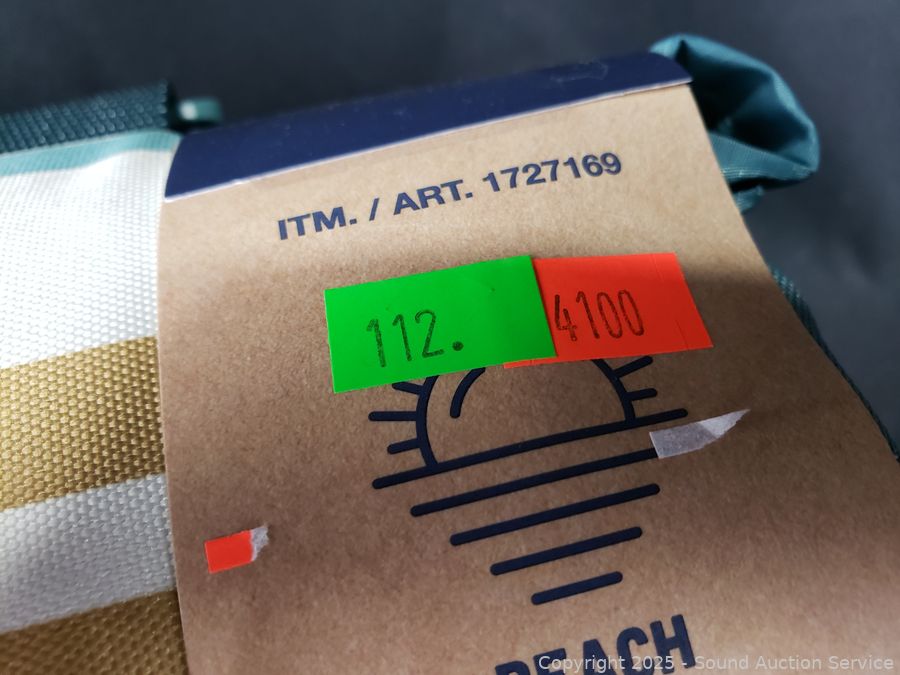 ITM. / ART. 1727169
112.
4100
BEACH
Copyright © 2025 - Sound Auction Service